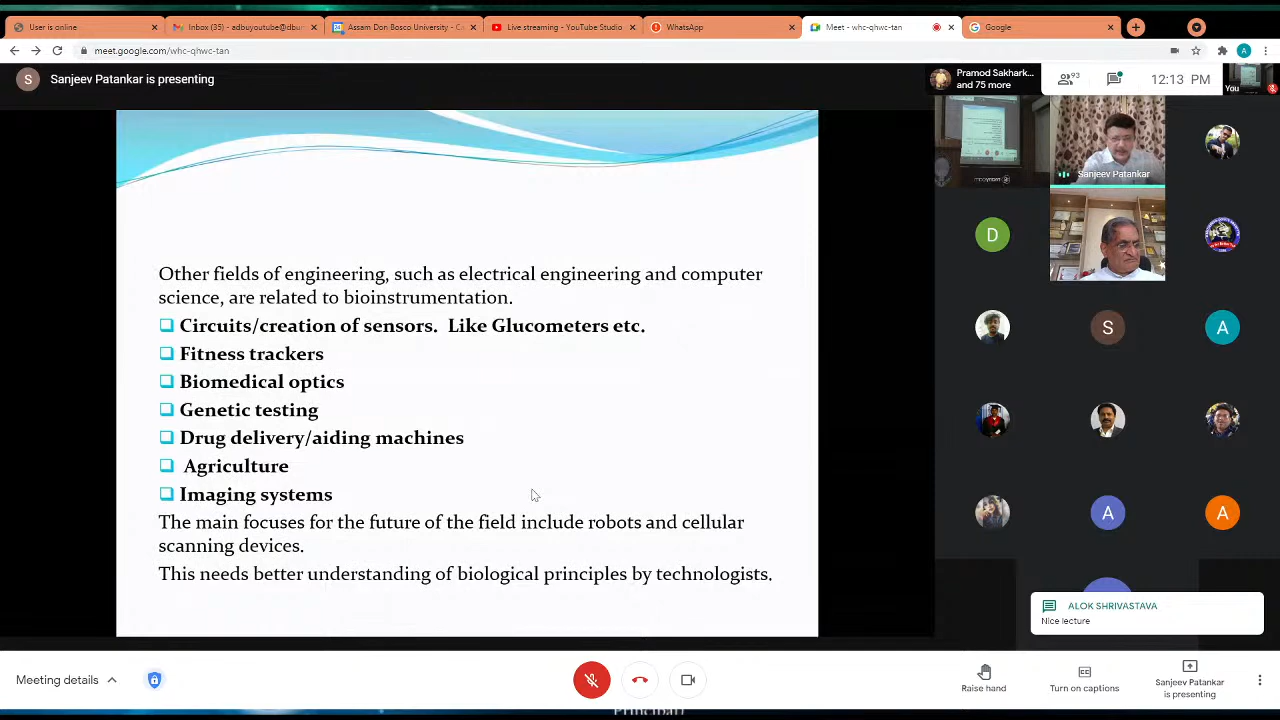 User is online
Inbox (35) - adbuyoutube@dbu
Assam Don Bosco University - Ca
Live streaming - YouTube Studio
WhatsApp
Meet - whc-qhwc-tan
Google
meet.google.com/whc-qhwc-tan
A
S
Sanjeev Patankar is presenting
Pramod Sakhark...
and 75 more
93
12:13 PM
You
Sanjeev Patankar
D
S
A
A
A
Other fields of engineering, such as electrical engineering and computer
science, are related to bioinstrumentation.
Circuits/creation of sensors. Like Glucometers etc.
Fitness trackers
Biomedical optics
Genetic testing
Drug delivery/aiding machines
Agriculture
Imaging systems
The main focuses for the future of the field include robots and cellular
scanning devices.
This needs better understanding of biological principles by technologists.
ALOK SHRIVASTAVA
Nice lecture
Meeting details
Raise hand
Turn on captions
Sanjeev Patankar
is presenting